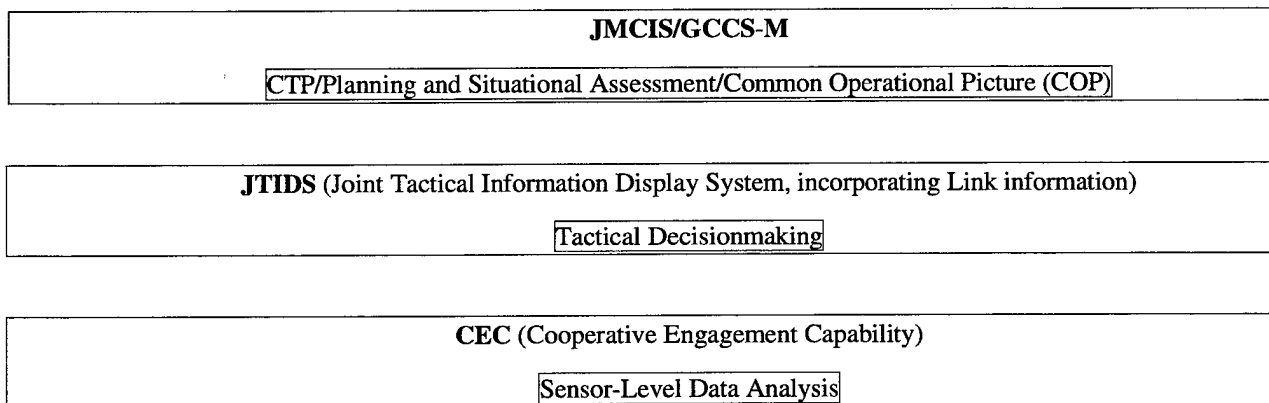 JMCIS/GCCS-M
CTP/Planning and Situational Assessment/Common Operational Picture (COP)
JTIDS (Joint Tactical Information Display System, incorporating Link information)
Tactical Decisionmaking
CEC (Cooperative Engagement Capability)
Sensor-Level Data Analysis